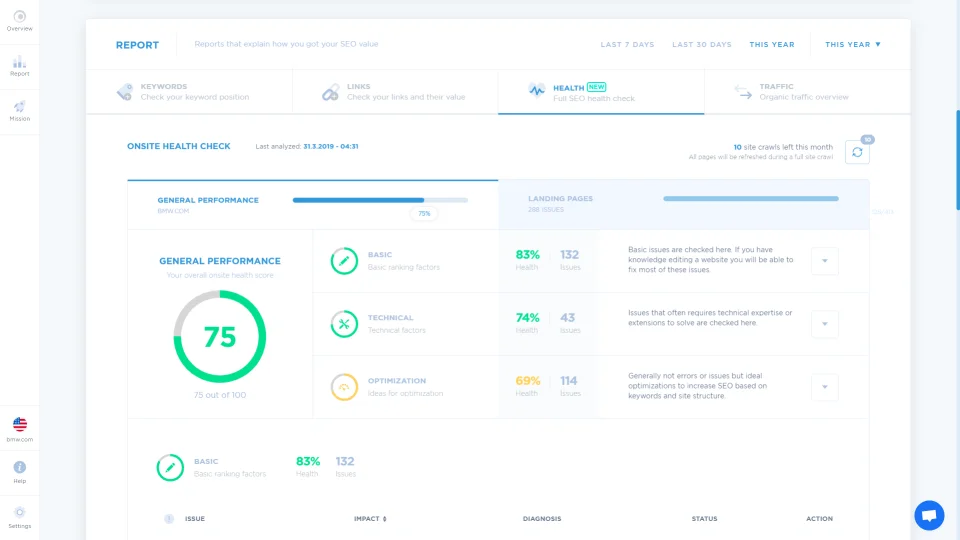 Overview
Report
Mission
bmw.com
Help
Settings
REPORT
Reports that explain how you got your SEO value
LAST 7 DAYS
LAST 30 DAYS
THIS YEAR
THIS YEAR ▼
KEYWORDS
Check your keyword position
LINKS
Check your links and their value
HEALTH NEW
Full SEO health check
TRAFFIC
Organic traffic overview
ONSITE HEALTH CHECK
Last analyzed: 31.3.2019 - 04:31
10 site crawls left this month
All pages will be refreshed during a full site crawl
GENERAL PERFORMANCE
BMW.COM
75%
LANDING PAGES
298 ISSUES
GENERAL PERFORMANCE
Your overall onsite health score
75
75 out of 100
BASIC
Basic ranking factors
83%
Health
132
Issues
Basic issues are checked here. If you have
knowledge editing a website you will be able to
fix most of these issues.
TECHNICAL
Technical factors
74%
Health
43
Issues
Issues that often requires technical expertise or
extensions to solve are checked here.
OPTIMIZATION
Ideas for optimization
69%
Health
114
Issues
Generally not errors or issues but ideal
optimizations to increase SEO based on
keywords and site structure.
BASIC
Basic ranking factors
83%
Health
132
Issues
ISSUE
IMPACT $
DIAGNOSIS
STATUS
ACTION